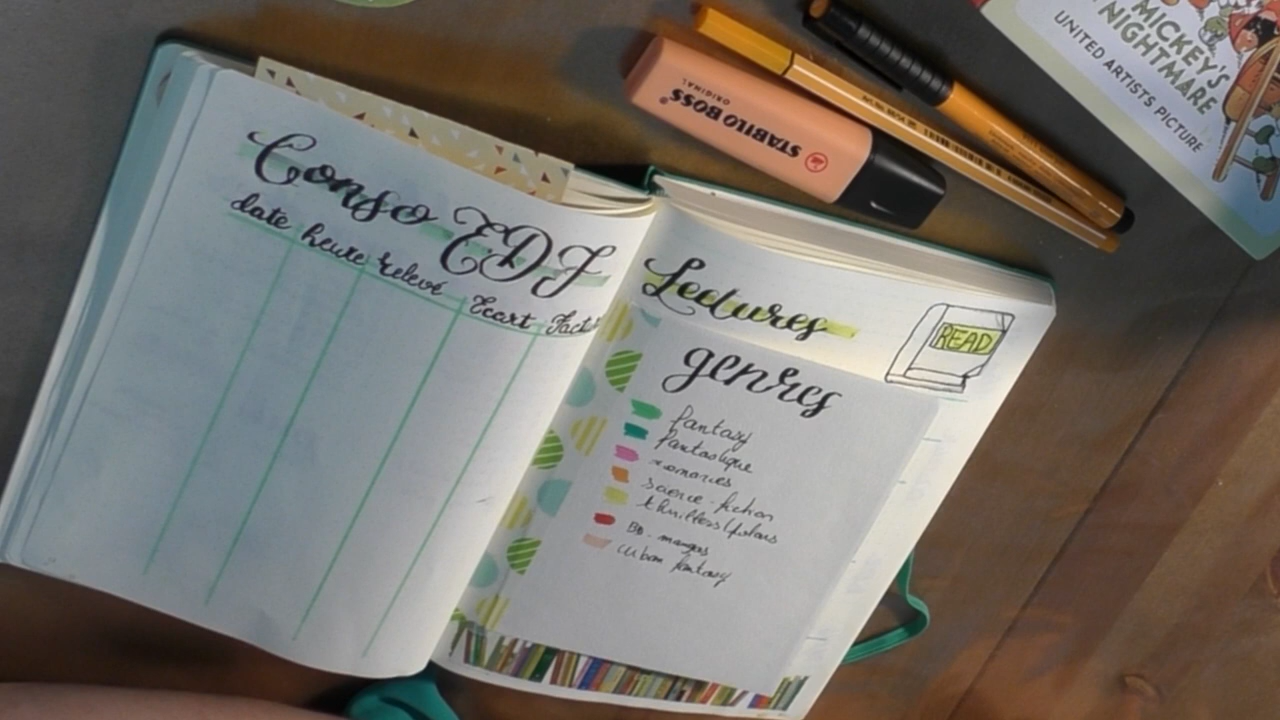 Conso EDF
date heure relevé Ecart
Lectures
READ
genres
fantasy
fantastique
romances
science-fiction
thrillers/polars
BD - mangas
urban fantasy
STABILO BOSS
ORIGINAL
MICKEY'S
NIGHTMARE
UNITED ARTISTS PICTURE